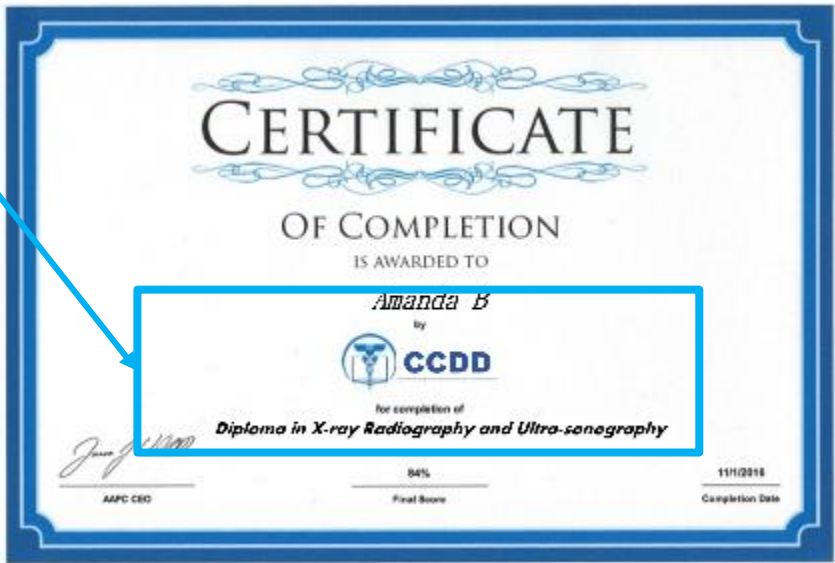 CERTIFICATE
OF COMPLETION
IS AWARDED TO
Amanda B
by
CCDD
for completion of
Diploma in X-ray Radiography and Ultra-sonography
84%
11/1/2016
AAPC CEO
Final Score
Completion Date